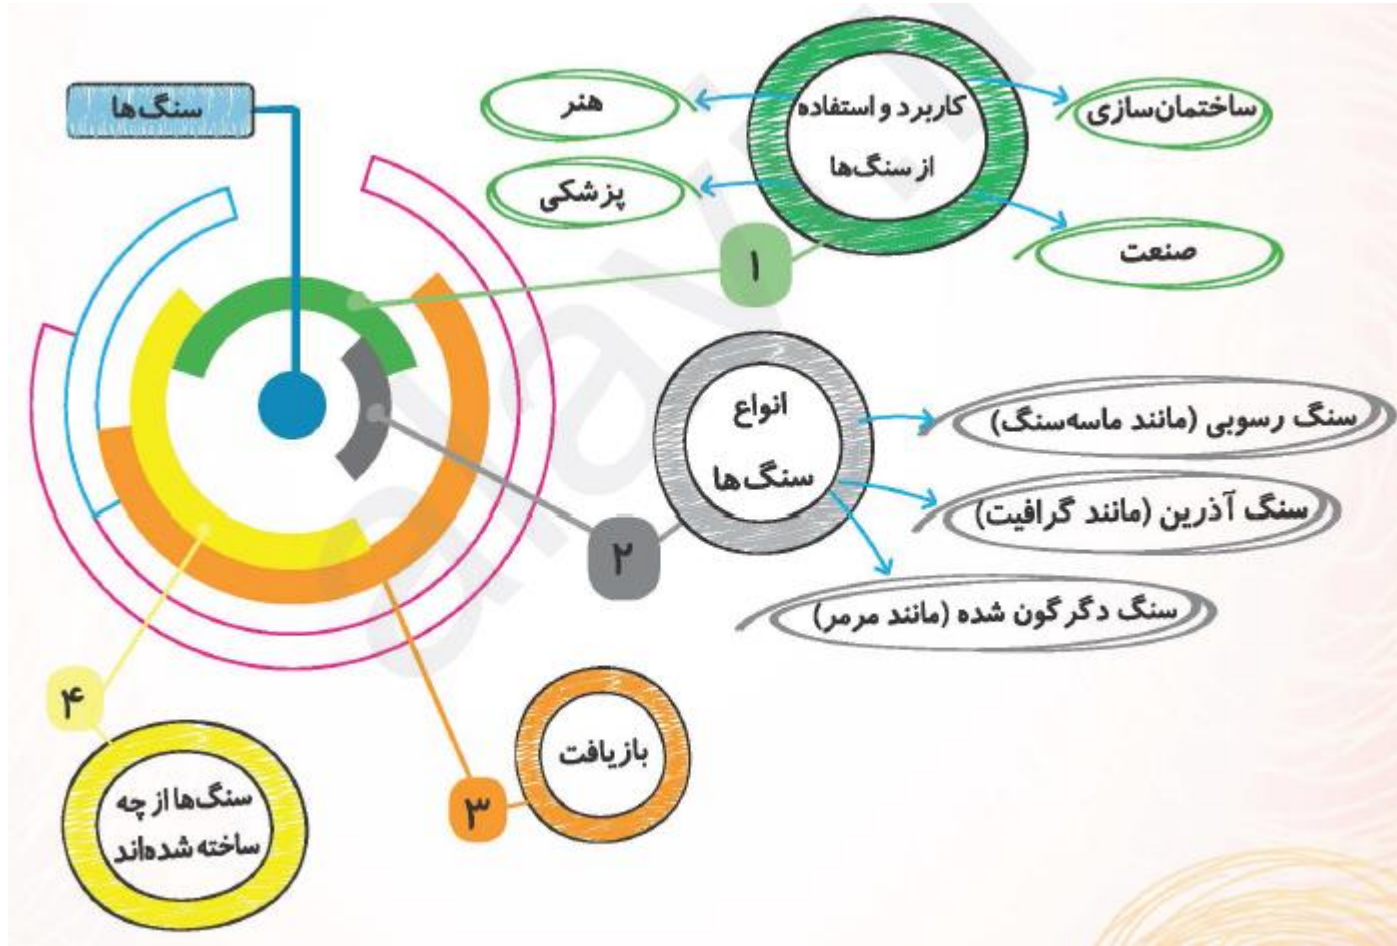 سنگ‌ها
کاربرد و استفاده
از سنگ‌ها
ساختمان‌سازی
هنر
پزشکی
صنعت
۱
انواع
سنگ‌ها
سنگ رسوبی (مانند ماسه‌سنگ)
سنگ آذرین (مانند گرافیت)
سنگ دگرگون شده (مانند مرمر)
۲
بازیافت
۳
۴
سنگ‌ها از چه
ساخته شده‌اند